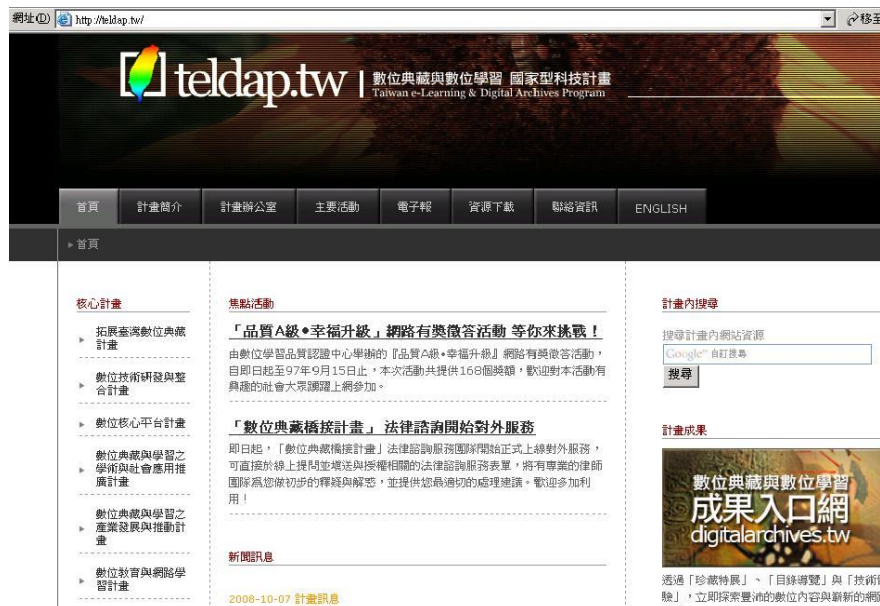 網址(D) http://teldap.tw/ 移至
teldap.tw 數位典藏與數位學習 國家型科技計畫
Taiwan e-Learning & Digital Archives Program
首頁 計畫簡介 計畫辦公室 主要活動 電子報 資源下載 聯絡資訊 ENGLISH
首頁
核心計畫
拓展臺灣數位典藏
計畫
數位技術研發與整
合計畫
數位核心平台計畫
數位典藏與學習之
學術與社會應用推
廣計畫
數位典藏與學習之
產業發展與推動計
畫
數位教育與網路學
習計畫
焦點活動
「品質A級•幸福升級」網路有獎徵答活動 等你來挑戰！
由數位學習品質認證中心舉辦的『品質A級•幸福升級』網路有獎徵答活動，
自即日起至97年9月15日止，本次活動共提供168個獎額，歡迎對本活動有
興趣的社會大眾踴躍上網參加。
「數位典藏橋接計畫」 法律諮詢開始對外服務
即日起，「數位典藏橋接計畫」法律諮詢服務團隊開始正式上線對外服務，
可直接於線上提問並填送與授權相關的法律諮詢服務表單，將有專業的律師
團隊為您做初步的釋疑與解惑，並提供您最適切的處理建議。歡迎多加利
用！
新聞訊息
2008-10-07 計畫訊息
計畫內搜尋
搜尋計畫內網站資源
Google™ 自訂搜尋
搜尋
計畫成果
數位典藏與數位學習
成果入口網
digitalarchives.tw
透過「珍藏特展」、「目錄導覽」與「技術體
驗」，立即探索豐沛的數位內容與嶄新的網